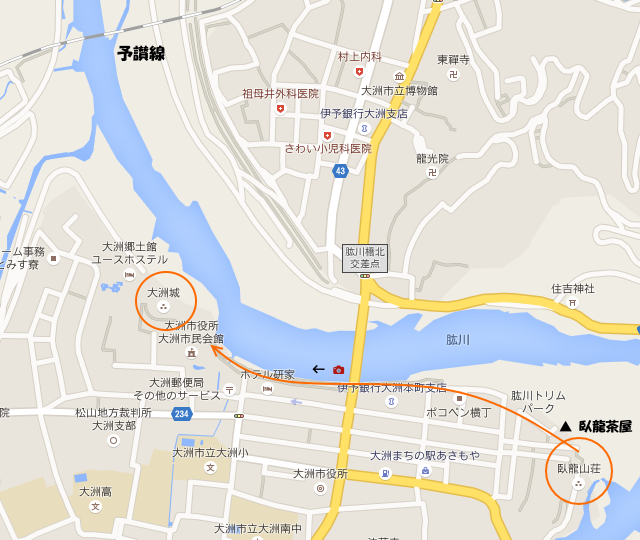 予讃線
村上内科
東禪寺
祖母井外科医院
大洲市立博物館
伊予銀行大洲支店
さわい小児科医院
龍光院
43
肱川橋北
交差点
大洲郷土館
ユースホステル
ーム事務
とみす寮
大洲城
住吉神社
大洲市役所
大洲市民会館
肱川
ホテル研家
大洲郵便局
その他のサービス
伊予銀行大洲本町支店
肱川トリム
パーク
院
松山地方裁判所
大洲支部
234
ポコペン横丁
臥龍茶屋
大洲市立大洲小
大洲まちの駅あさもや
臥龍山荘
大洲市役所
大洲高
大洲市立大洲南中